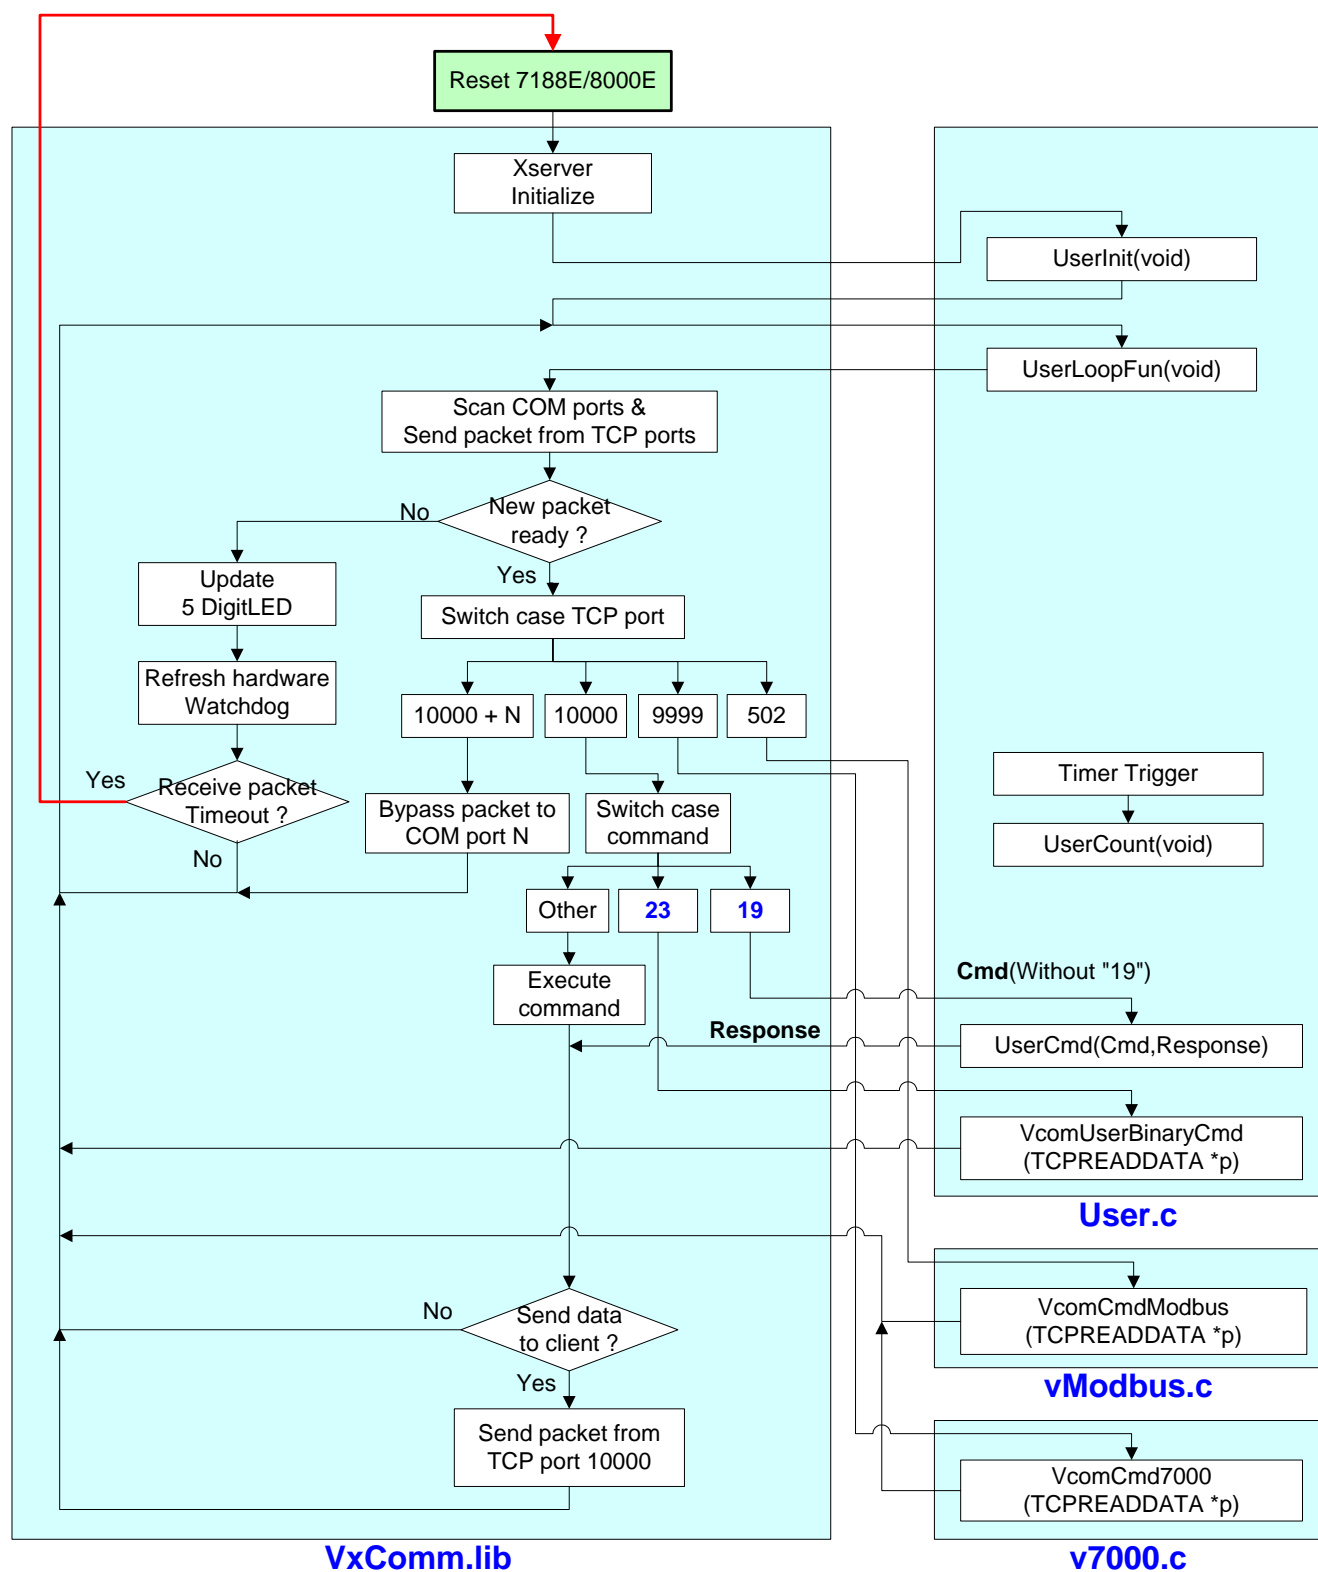 Reset 7188E/8000E
Xserver
Initialize
UserInit(void)
UserLoopFun(void)
Scan COM ports &
Send packet from TCP ports
New packet
ready ?
No
Yes
Update
5 DigitLED
Switch case TCP port
Refresh hardware
Watchdog
10000 + N
10000
9999
502
Receive packet
Timeout ?
Yes
No
Bypass packet to
COM port N
Switch case
command
Timer Trigger
UserCount(void)
Other
23
19
Execute
command
Cmd(Without "19")
Response
UserCmd(Cmd,Response)
VcomUserBinaryCmd
(TCPREADDATA *p)
User.c
VcomCmdModbus
(TCPREADDATA *p)
vModbus.c
Send data
to client ?
No
Yes
Send packet from
TCP port 10000
VcomCmd7000
(TCPREADDATA *p)
VxComm.lib
v7000.c